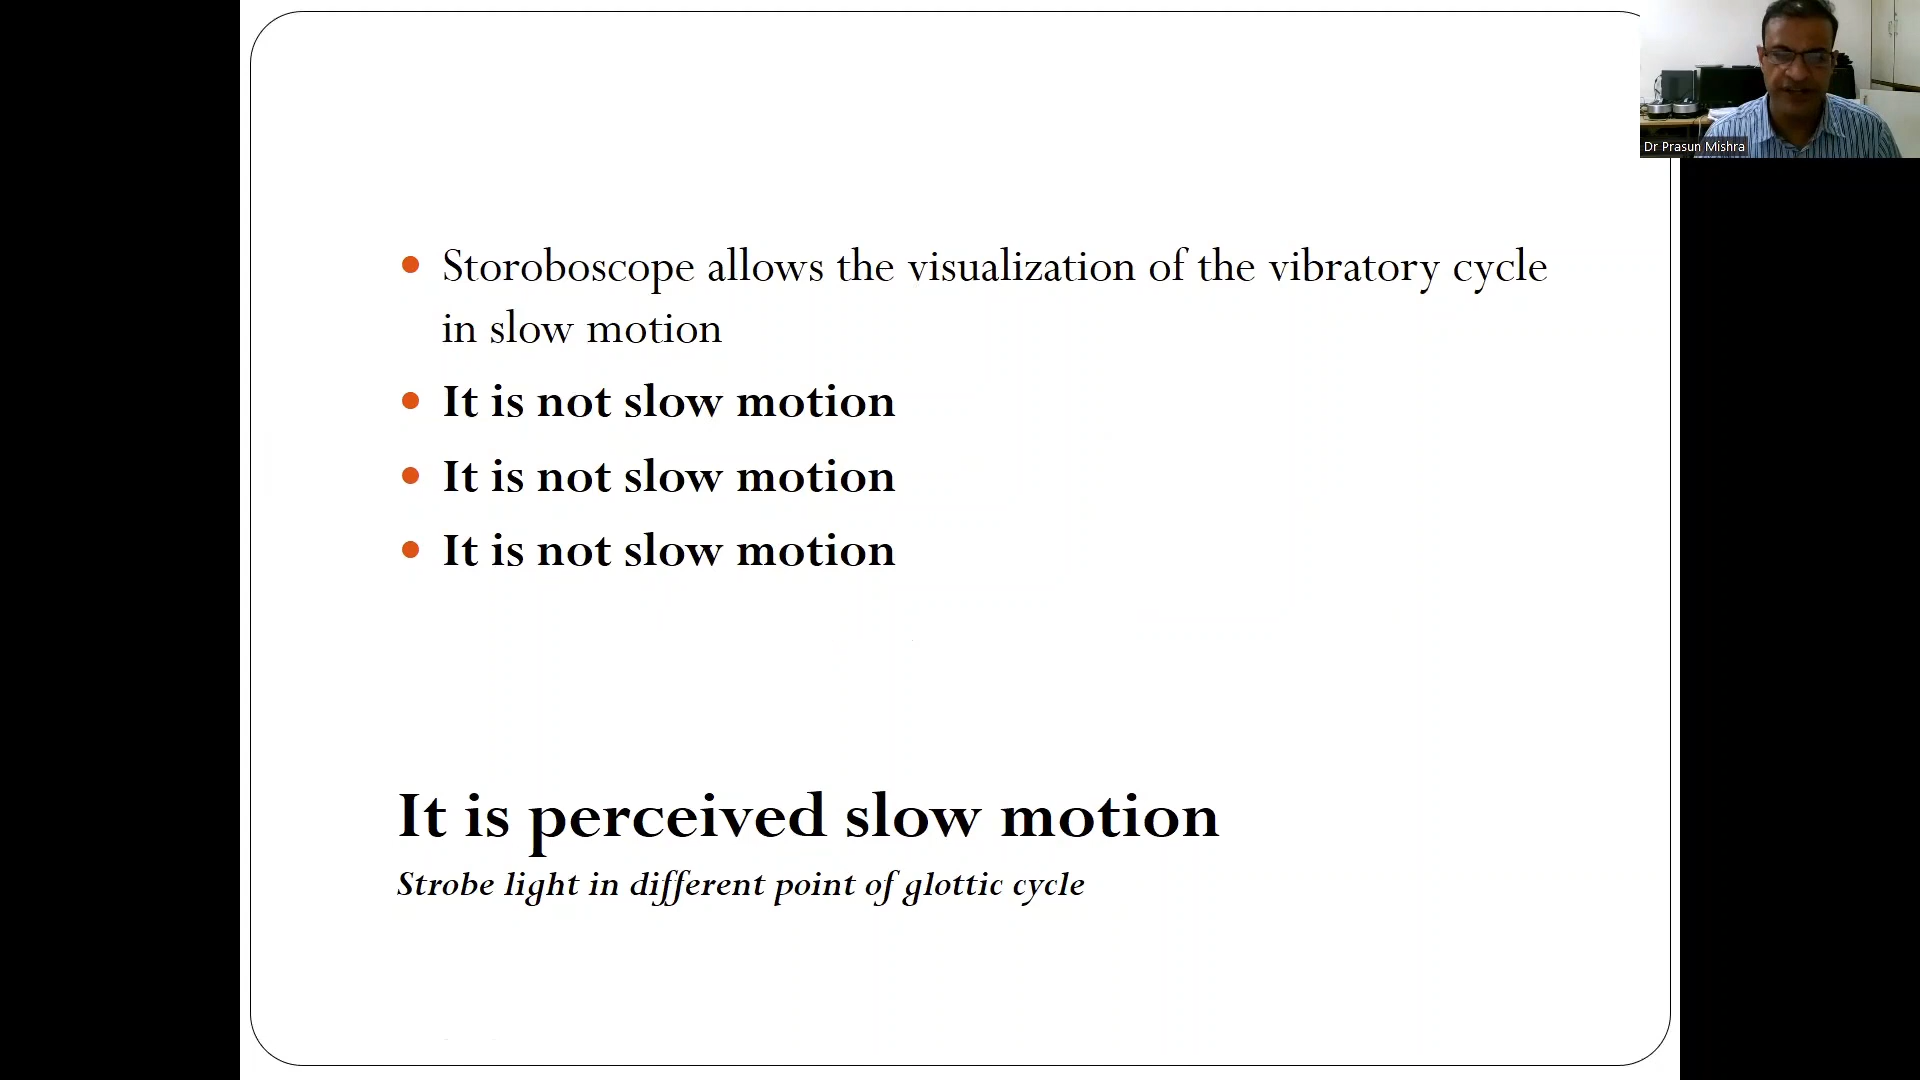 Dr Prasun Mishra
Storoboscope allows the visualization of the vibratory cycle
in slow motion
It is not slow motion
It is not slow motion
It is not slow motion
It is perceived slow motion
Strobe light in different point of glottic cycle